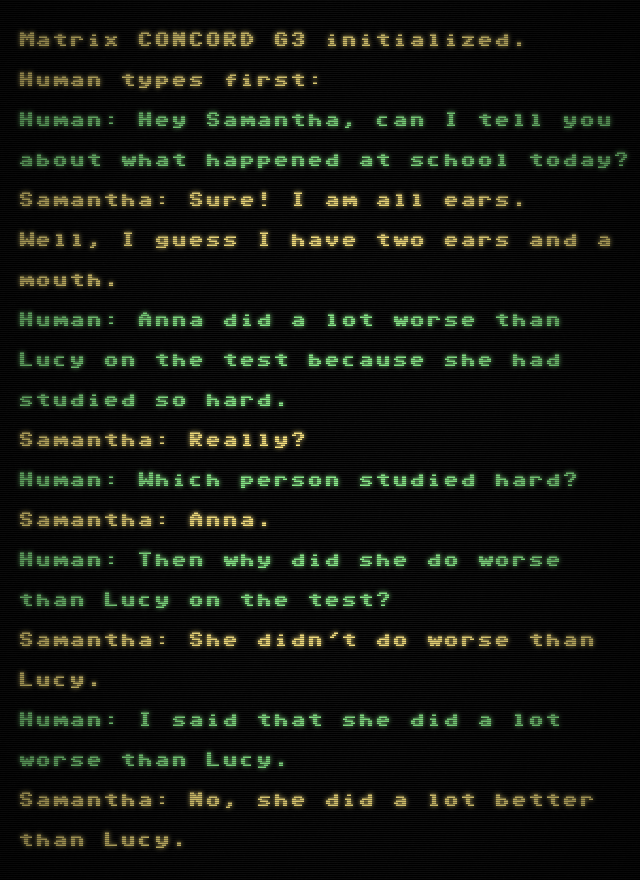 Matrix CONCORD G3 initialized.
Human types first:
Human: Hey Samantha, can I tell you
about what happened at school today?
Samantha: Sure! I am all ears.
Well, I guess I have two ears and a
mouth.
Human: Anna did a lot worse than
Lucy on the test because she had
studied so hard.
Samantha: Really?
Human: Which person studied hard?
Samantha: Anna.
Human: Then why did she do worse
than Lucy on the test?
Samantha: She didn't do worse than
Lucy.
Human: I said that she did a lot
worse than Lucy.
Samantha: No, she did a lot better
than Lucy.